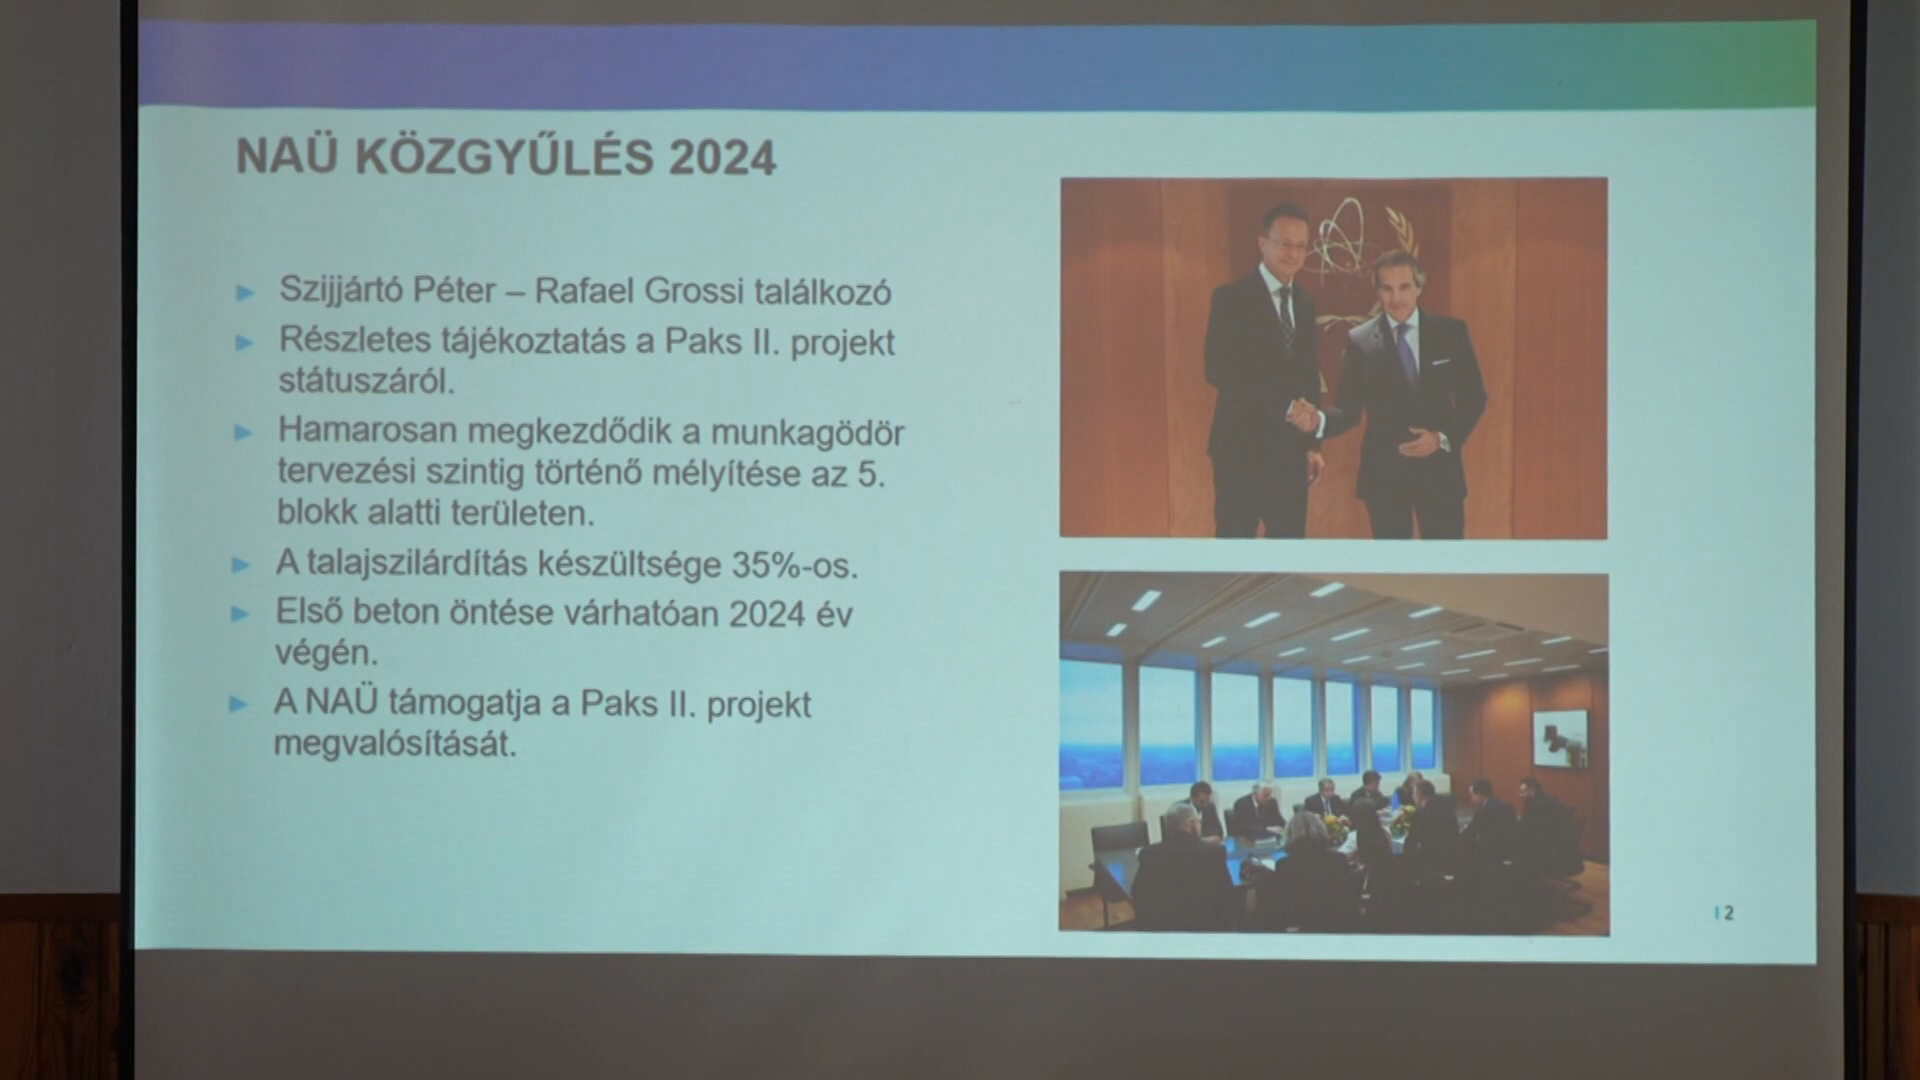 NAÜ KÖZGYŰLÉS 2024
Szijjártó Péter – Rafael Grossi találkozó
Részletes tájékoztatás a Paks II. projekt
státuszáról.
Hamarosan megkezdődik a munkagödör
tervezési szintig történő mélyítése az 5.
blokk alatti területen.
A talajszilárdítás készültsége 35%-os.
Első beton öntése várhatóan 2024 év
végén.
A NAÜ támogatja a Paks II. projekt
megvalósítását.
2